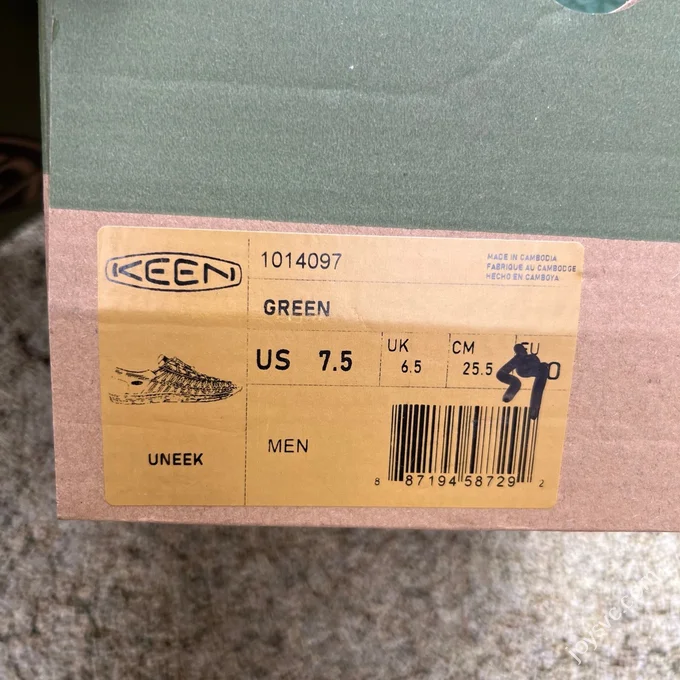 KEEN
1014097
MADE IN CAMBODIA
FABRIQUE AU CAMBODGE
HECHO EN CAMBOYA
GREEN
US 7.5
UK
6.5
CM
25.5
EU
UNEEK
MEN
8 87194 58729 2